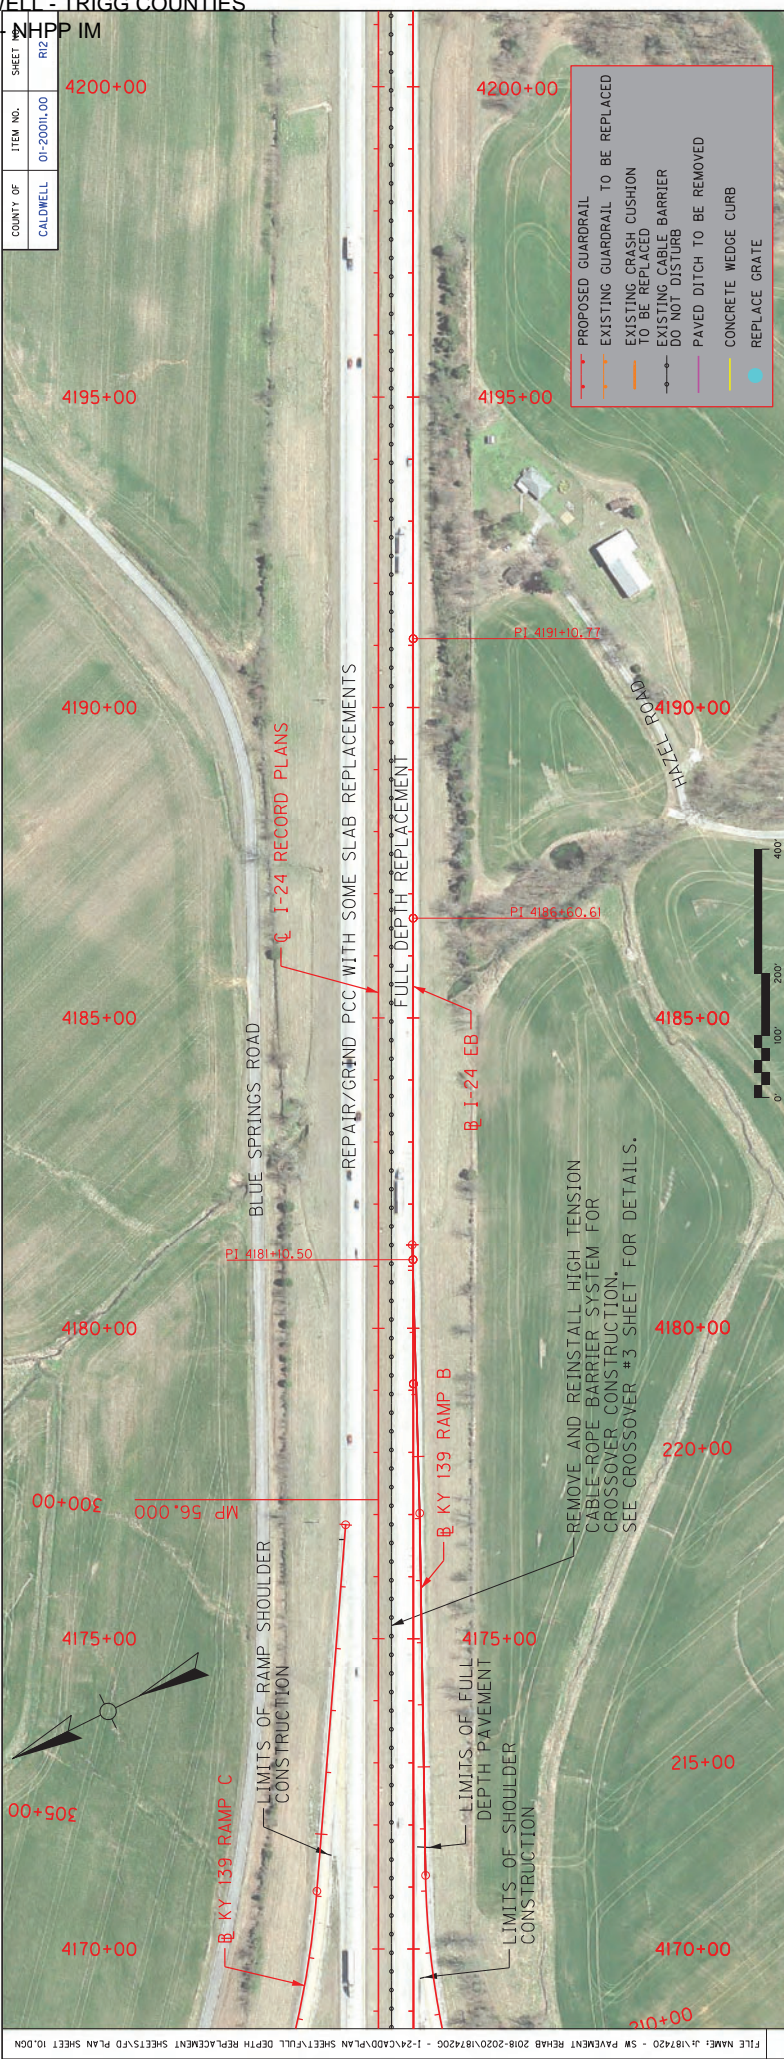 WELL - TRIGG COUNTIES
- NHPP IM
COUNTY OF
ITEM NO.
SHEET NO.
CALDWELL
01-20011.00
R12
4200+00
4200+00
PROPOSED GUARDRAIL
EXISTING GUARDRAIL TO BE REPLACED
EXISTING CRASH CUSHION
TO BE REPLACED
EXISTING CABLE BARRIER
DO NOT DISTURB
PAVED DITCH TO BE REMOVED
CONCRETE WEDGE CURB
REPLACE GRATE
4195+00
4195+00
PI 4191+10.77
4190+00
4190+00
HAZEL ROAD
℄ I-24 RECORD PLANS
REPAIR/GRIND PCC WITH SOME SLAB REPLACEMENTS
FULL DEPTH REPLACEMENT
PI 4186+60.61
0' 100' 200' 400'
4185+00
4185+00
BLUE SPRINGS ROAD
BL I-24 EB
PI 4181+10.50
4180+00
4180+00
REMOVE AND REINSTALL HIGH TENSION
CABLE-ROPE BARRIER SYSTEM FOR
CROSSOVER CONSTRUCTION.
SEE CROSSOVER #3 SHEET FOR DETAILS.
BL KY 139 RAMP B
220+00
300+00
MP 56.000
4175+00
4175+00
LIMITS OF RAMP SHOULDER
CONSTRUCTION
LIMITS OF FULL
DEPTH PAVEMENT
215+00
305+00
BL KY 139 RAMP C
LIMITS OF SHOULDER
CONSTRUCTION
4170+00
4170+00
210+00
FILE NAME: J:\187420 - SW PAVEMENT REHAB 2018-2020\187420G - I-24\CADD\PLAN SHEET\FULL DEPTH REPLACEMENT SHEETS\FD PLAN SHEET 10.DGN